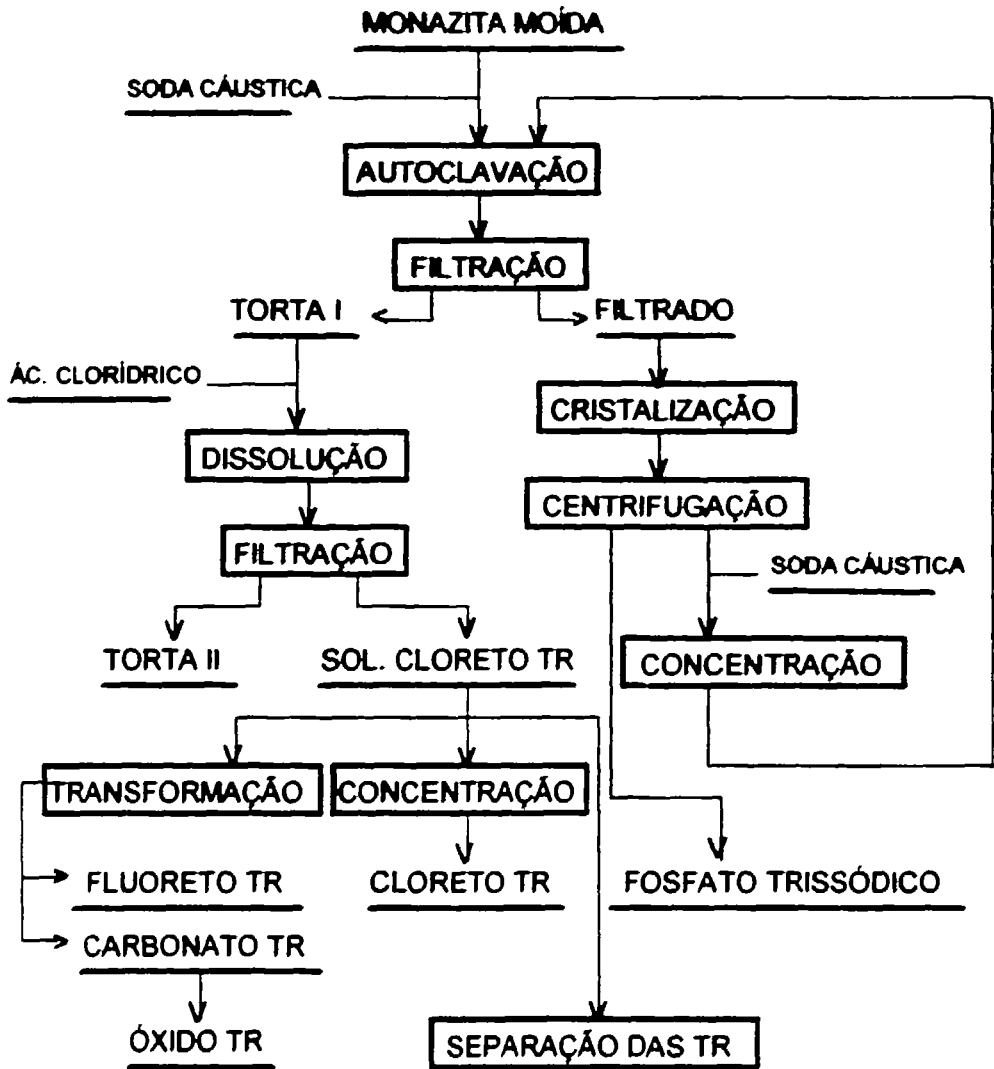 MONAZITA MOÍDA
SODA CÁUSTICA
AUTOCLAVAÇÃO
FILTRAÇÃO
TORTA I
FILTRADO
ÁC. CLORÍDRICO
CRISTALIZAÇÃO
DISSOLUÇÃO
CENTRIFUGAÇÃO
FILTRAÇÃO
SODA CÁUSTICA
TORTA II
SOL. CLORETO TR
CONCENTRAÇÃO
TRANSFORMAÇÃO
CONCENTRAÇÃO
FLUORETO TR
CLORETO TR
FOSFATO TRISSÓDICO
CARBONATO TR
ÓXIDO TR
SEPARAÇÃO DAS TR